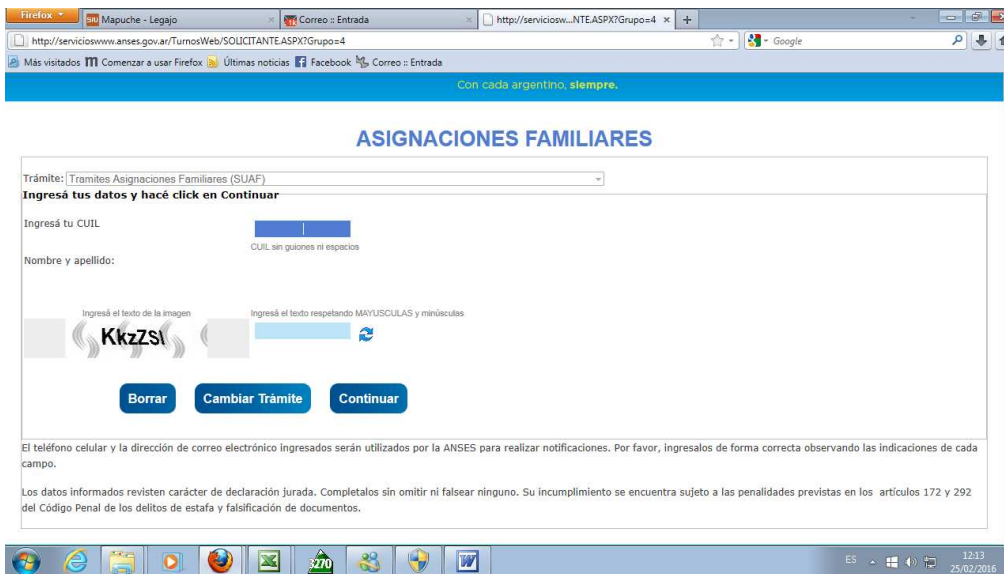 Firefox
SIU Mapuche - Legajo
Correo :: Entrada
http://serviciosw...NTE.ASPX?Grupo=4
http://servicioswww.anses.gov.ar/TurnosWeb/SOLICITANTE.ASPX?Grupo=4
Google
Más visitados
Comenzar a usar Firefox
Últimas noticias
Facebook
Correo :: Entrada
Con cada argentino, siempre.
ASIGNACIONES FAMILIARES
Trámite: Tramites Asignaciones Familiares (SUAF)
Ingresá tus datos y hacé click en Continuar
Ingresá tu CUIL
CUIL sin guiones ni espacios
Nombre y apellido:
Ingresá el texto de la imagen
Ingresá el texto respetando MAYUSCULAS y minúsculas
Borrar
Cambiar Trámite
Continuar
El teléfono celular y la dirección de correo electrónico ingresados serán utilizados por la ANSES para realizar notificaciones. Por favor, ingresalos de forma correcta observando las indicaciones de cada
campo.
Los datos informados revisten carácter de declaración jurada. Completalos sin omitir ni falsear ninguno. Su incumplimiento se encuentra sujeto a las penalidades previstas en los artículos 172 y 292
del Código Penal de los delitos de estafa y falsificación de documentos.
3270
ES
12:13
25/02/2016